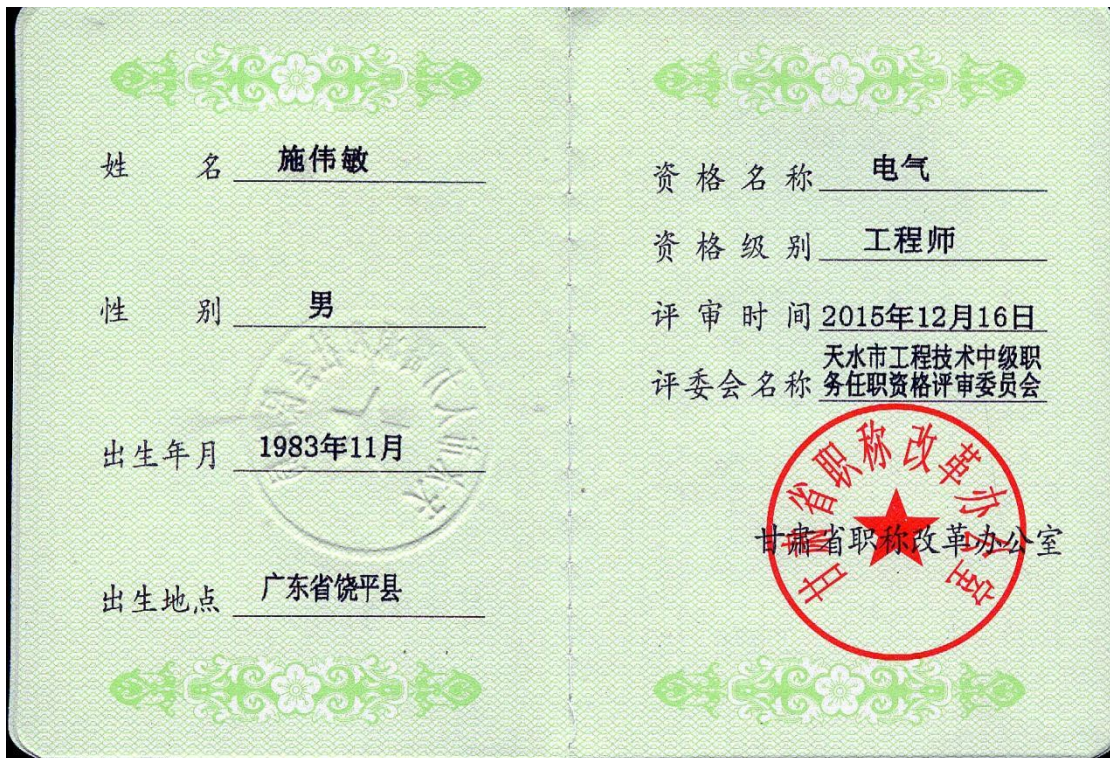 姓 名 施伟敏
性 别 男
出生年月 1983年11月
出生地点 广东省饶平县
资格名称 电气
资格级别 工程师
评审时间 2015年12月16日
评委会名称 天水市工程技术中级职
务任职资格评审委员会
甘肃省职称改革办公室
甘肃省职称改革办公室